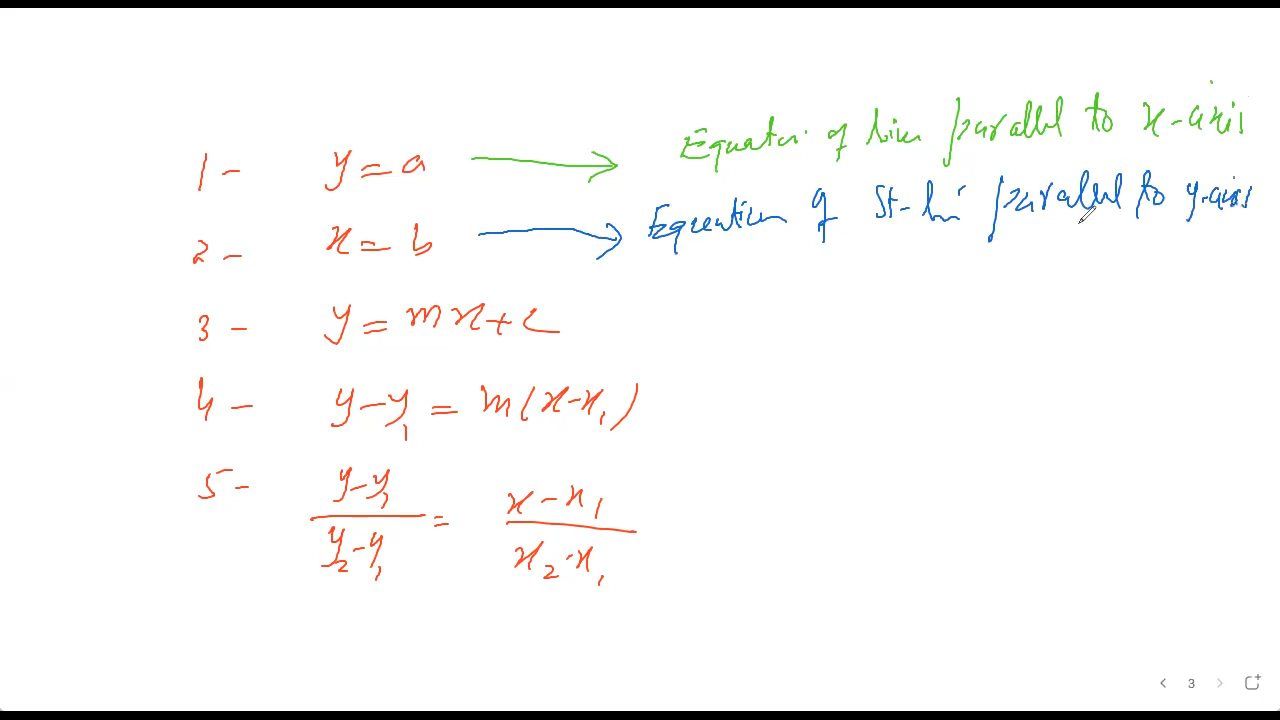 1 - y = a → Equation of line parallel to x-axis
2 - x = b → Equation of St-line parallel to y-axis
3 - y = mx + c
4 - y - y₁ = m(x - x₁)
5 - (y - y₁)/(y₂ - y₁) = (x - x₁)/(x₂ - x₁)
3